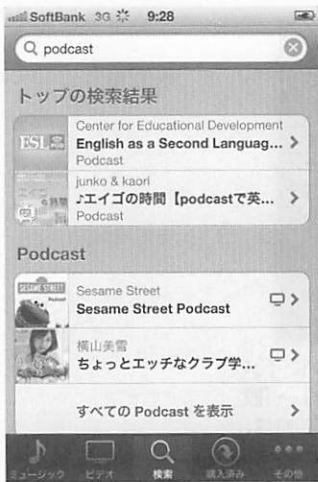 SoftBank 3G 9:28
podcast
トップの検索結果
ESL
Center for Educational Development
English as a Second Languag...
Podcast
junko & kaori
♪エイゴの時間【podcastで英...
Podcast
Podcast
SESAME STREET
Sesame Street
Sesame Street Podcast
横山美雪
ちょっとエッチなクラブ学...
すべての Podcast を表示
ミュージック ビデオ 検索 購入済み その他